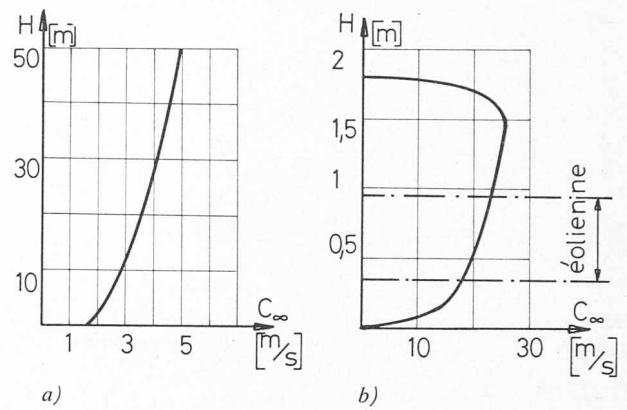 H [m]
50
30
10
1 3 5
C∞ [m/s]
a)
H [m]
2
1,5
1
0,5
10 20 30
C∞ [m/s]
éolienne
b)